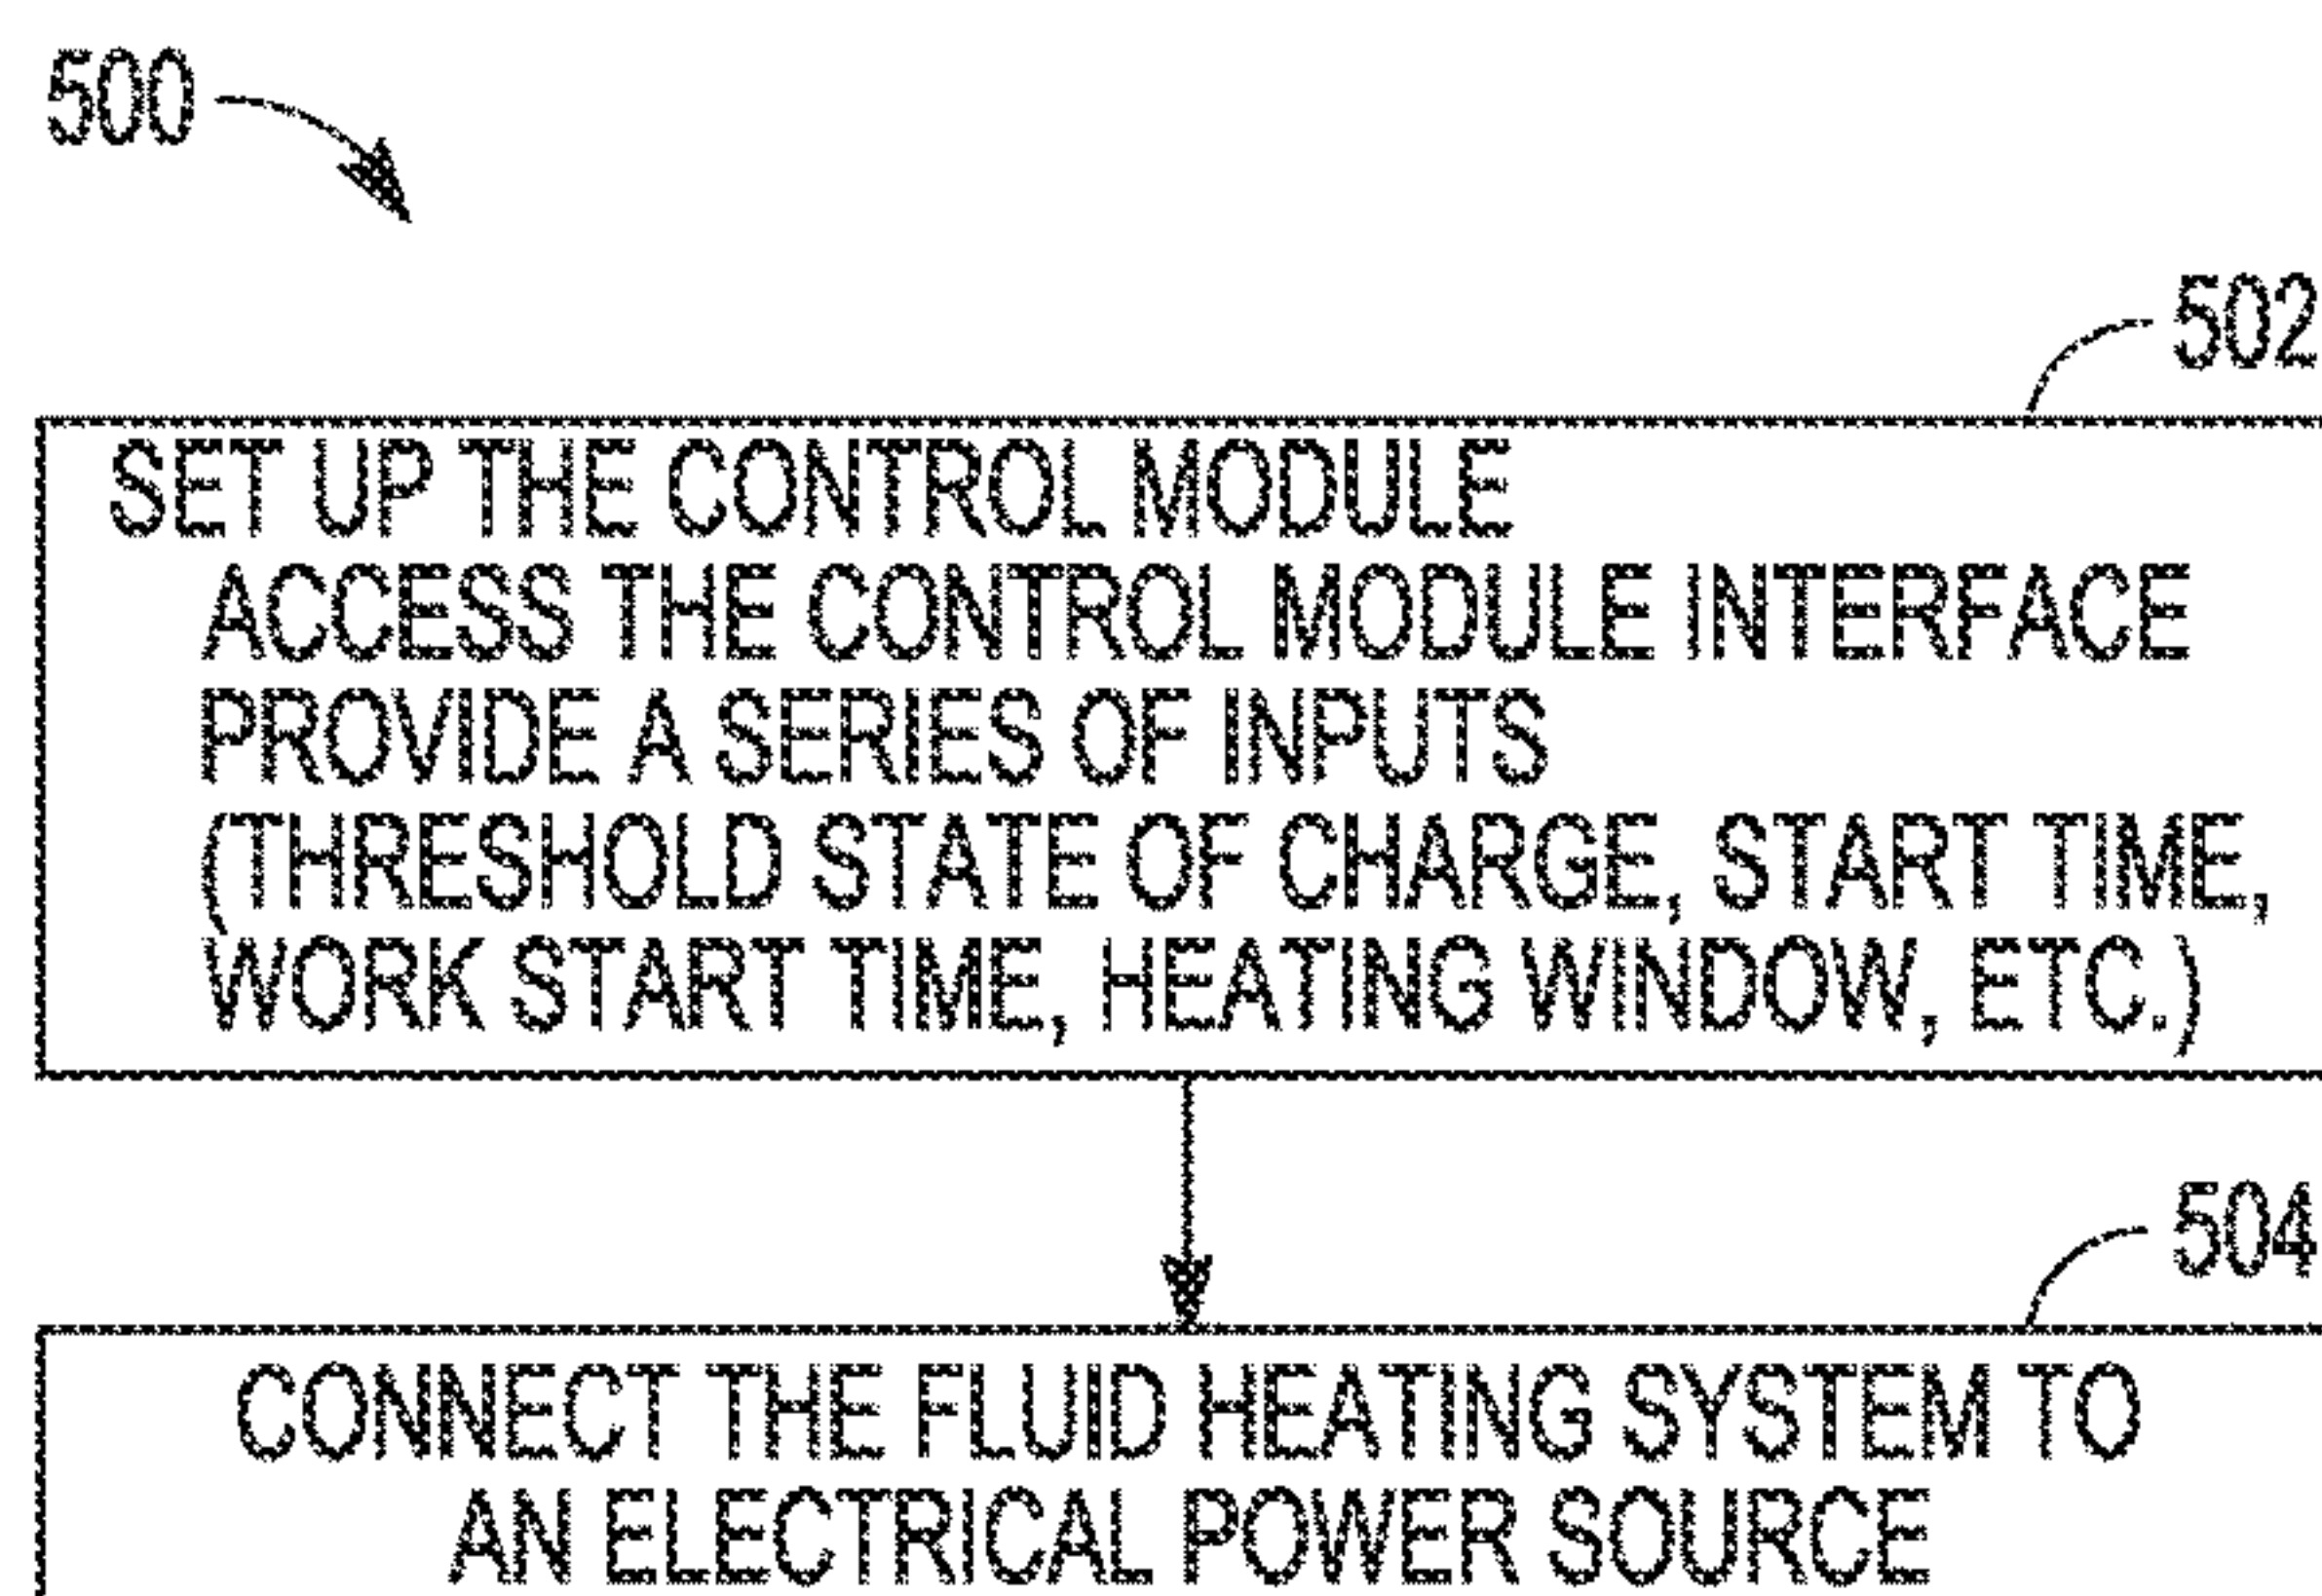 500
502
SET UP THE CONTROL MODULE
ACCESS THE CONTROL MODULE INTERFACE
PROVIDE A SERIES OF INPUTS
(THRESHOLD STATE OF CHARGE, START TIME,
WORK START TIME, HEATING WINDOW, ETC.)
504
CONNECT THE FLUID HEATING SYSTEM TO
AN ELECTRICAL POWER SOURCE